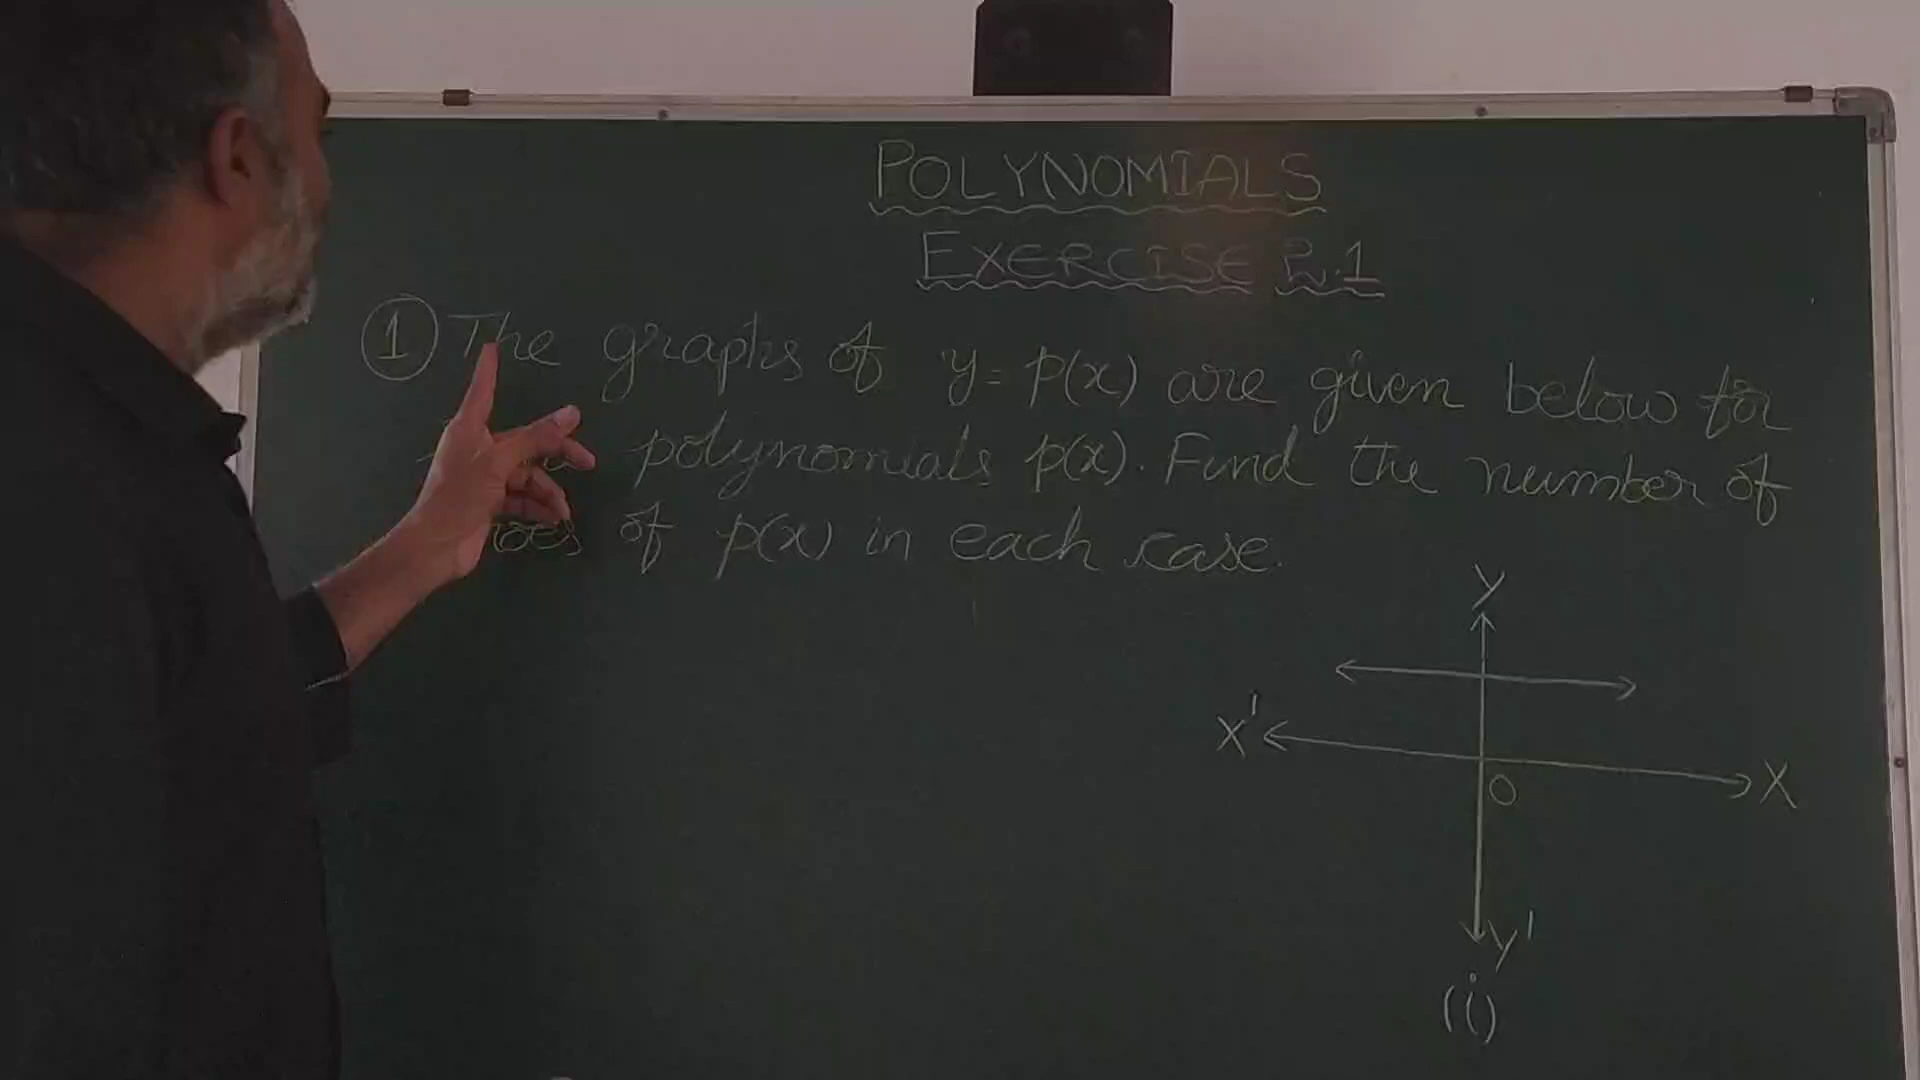 POLYNOMIALS
EXERCISE 2.1
① The graphs of y = p(x) are given below for
polynomials p(x). Find the number of
of p(x) in each case.
Y
X'
O
X
Y'
(i)